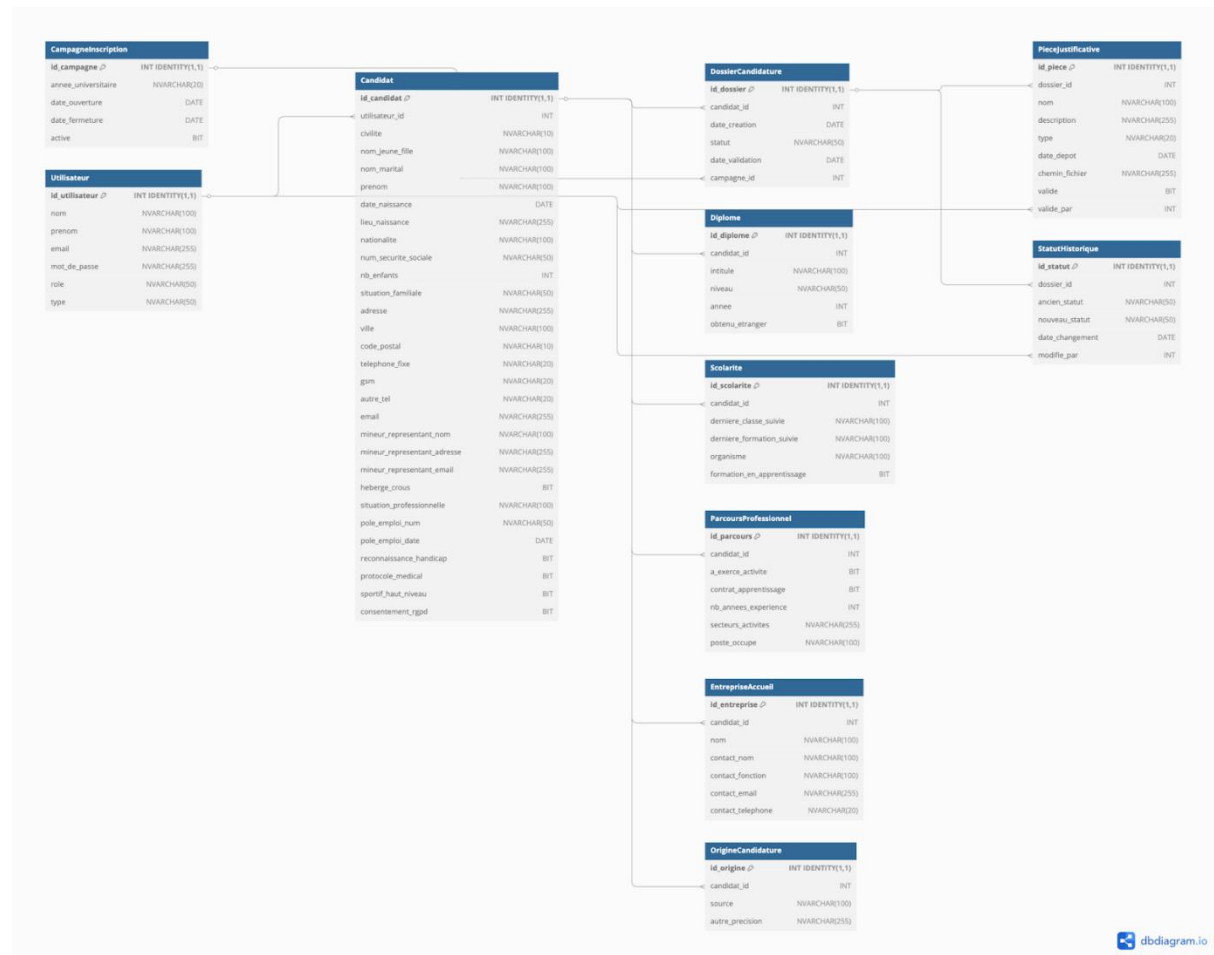 CampagneInscription
id_campagne INT IDENTITY(1,1)
annee_universitaire NVARCHAR(20)
date_ouverture DATE
date_fermeture DATE
active BIT
Utilisateur
id_utilisateur INT IDENTITY(1,1)
nom NVARCHAR(100)
prenom NVARCHAR(100)
email NVARCHAR(255)
mot_de_passe NVARCHAR(255)
role NVARCHAR(50)
type NVARCHAR(50)
Candidat
id_candidat INT IDENTITY(1,1)
utilisateur_id INT
civilite NVARCHAR(10)
nom_jeune_fille NVARCHAR(100)
nom_marital NVARCHAR(100)
prenom NVARCHAR(100)
date_naissance DATE
lieu_naissance NVARCHAR(255)
nationalite NVARCHAR(100)
num_securite_sociale NVARCHAR(50)
nb_enfants INT
situation_familiale NVARCHAR(50)
adresse NVARCHAR(255)
ville NVARCHAR(100)
code_postal NVARCHAR(10)
telephone_fixe NVARCHAR(20)
gsm NVARCHAR(20)
autre_tel NVARCHAR(20)
email NVARCHAR(255)
mineur_representant_nom NVARCHAR(100)
mineur_representant_adresse NVARCHAR(255)
mineur_representant_email NVARCHAR(255)
heberge_crous BIT
situation_professionnelle NVARCHAR(100)
pole_emploi_num NVARCHAR(50)
pole_emploi_date DATE
reconnaissance_handicap BIT
protocole_medical BIT
sportif_haut_niveau BIT
consentement_rgpd BIT
DossierCandidature
id_dossier INT IDENTITY(1,1)
candidat_id INT
date_creation DATE
statut NVARCHAR(50)
date_validation DATE
campagne_id INT
Diplome
id_diplome INT IDENTITY(1,1)
candidat_id INT
intitule NVARCHAR(100)
niveau NVARCHAR(50)
annee INT
obtenu_etranger BIT
Scolarite
id_scolarite INT IDENTITY(1,1)
candidat_id INT
derniere_classe_suivie NVARCHAR(100)
derniere_formation_suivie NVARCHAR(100)
organisme NVARCHAR(100)
formation_en_apprentissage BIT
ParcoursProfessionnel
id_parcours INT IDENTITY(1,1)
candidat_id INT
a_exerce_activite BIT
contrat_apprentissage BIT
nb_annees_experience INT
secteurs_activites NVARCHAR(255)
poste_occupe NVARCHAR(100)
EntrepriseAccueil
id_entreprise INT IDENTITY(1,1)
candidat_id INT
nom NVARCHAR(100)
contact_nom NVARCHAR(100)
contact_fonction NVARCHAR(100)
contact_email NVARCHAR(255)
contact_telephone NVARCHAR(20)
OrigineCandidature
id_origine INT IDENTITY(1,1)
candidat_id INT
source NVARCHAR(100)
autre_precision NVARCHAR(255)
PieceJustificative
id_piece INT IDENTITY(1,1)
dossier_id INT
nom NVARCHAR(100)
description NVARCHAR(255)
type NVARCHAR(20)
date_depot DATE
chemin_fichier NVARCHAR(255)
valide BIT
valide_par INT
StatutHistorique
id_statut INT IDENTITY(1,1)
dossier_id INT
ancien_statut NVARCHAR(50)
nouveau_statut NVARCHAR(50)
date_changement DATE
modifie_par INT
dbdiagram.io